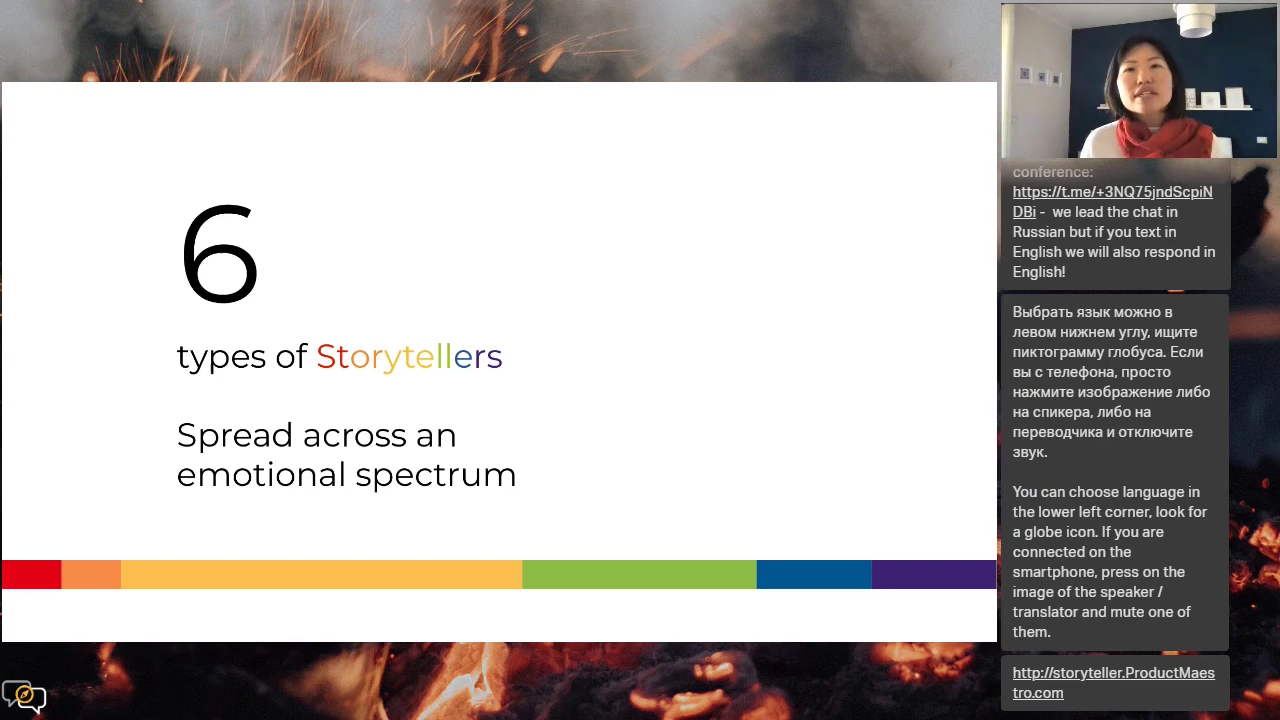 6
types of Storytellers
Spread across an
emotional spectrum
conference:
https://t.me/+3NQ75jndScpiN
DBi -  we lead the chat in
Russian but if you text in
English we will also respond in
English!
Выбрать язык можно в
левом нижнем углу, ищите
пиктограмму глобуса. Если
вы с телефона, просто
нажмите изображение либо
на спикера, либо на
переводчика и отключите
звук.
You can choose language in
the lower left corner, look for
a globe icon. If you are
connected on the
smartphone, press on the
image of the speaker /
translator and mute one of
them.
http://storyteller.ProductMaes
tro.com